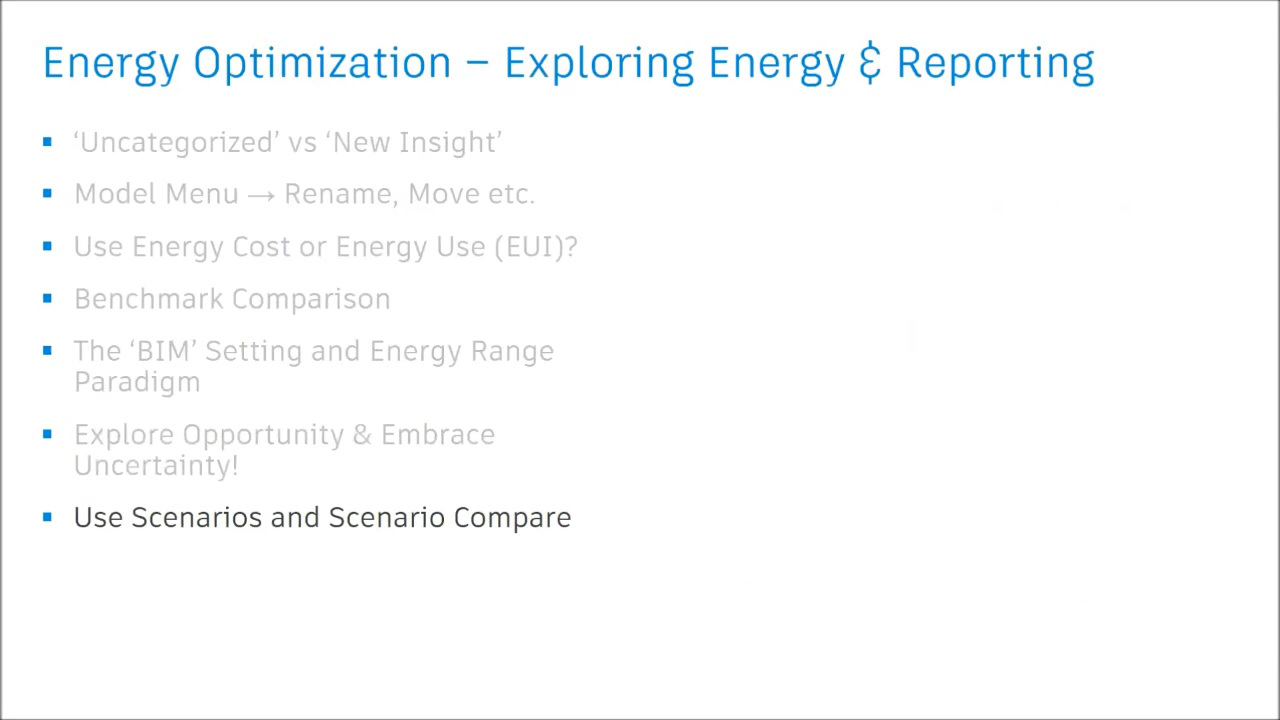 Energy Optimization – Exploring Energy & Reporting
▪ ‘Uncategorized’ vs ‘New Insight’
▪ Model Menu → Rename, Move etc.
▪ Use Energy Cost or Energy Use (EUI)?
▪ Benchmark Comparison
▪ The ‘BIM’ Setting and Energy Range
Paradigm
▪ Explore Opportunity & Embrace
Uncertainty!
▪ Use Scenarios and Scenario Compare